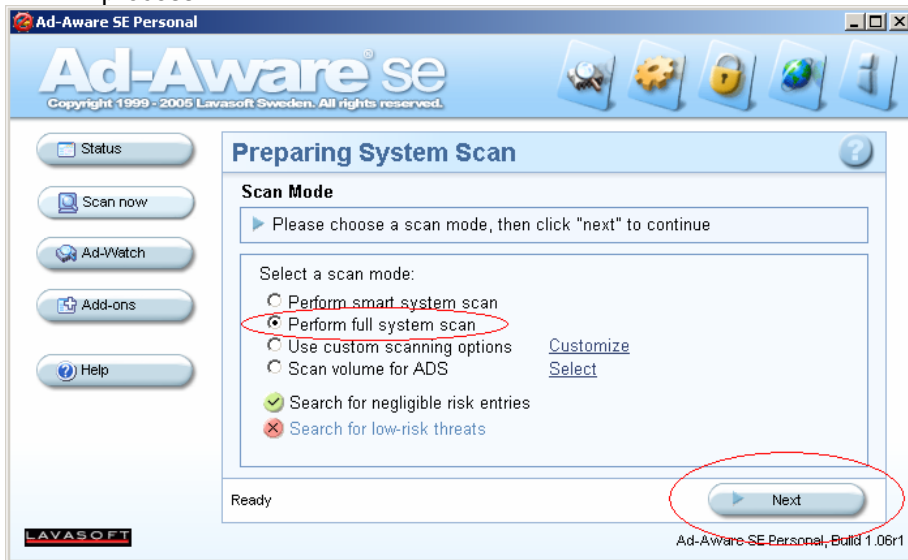 Ad-Aware SE Personal
Ad-Aware SE
Copyright 1999 - 2005 Lavasoft Sweden. All rights reserved.
Status
Scan now
Ad-Watch
Add-ons
Help
Preparing System Scan
Scan Mode
Please choose a scan mode, then click "next" to continue
Select a scan mode:
Perform smart system scan
Perform full system scan
Use custom scanning options Customize
Scan volume for ADS Select
Search for negligible risk entries
Search for low-risk threats
Ready
Next
LAVASOFT
Ad-Aware SE Personal, Build 1.06r1